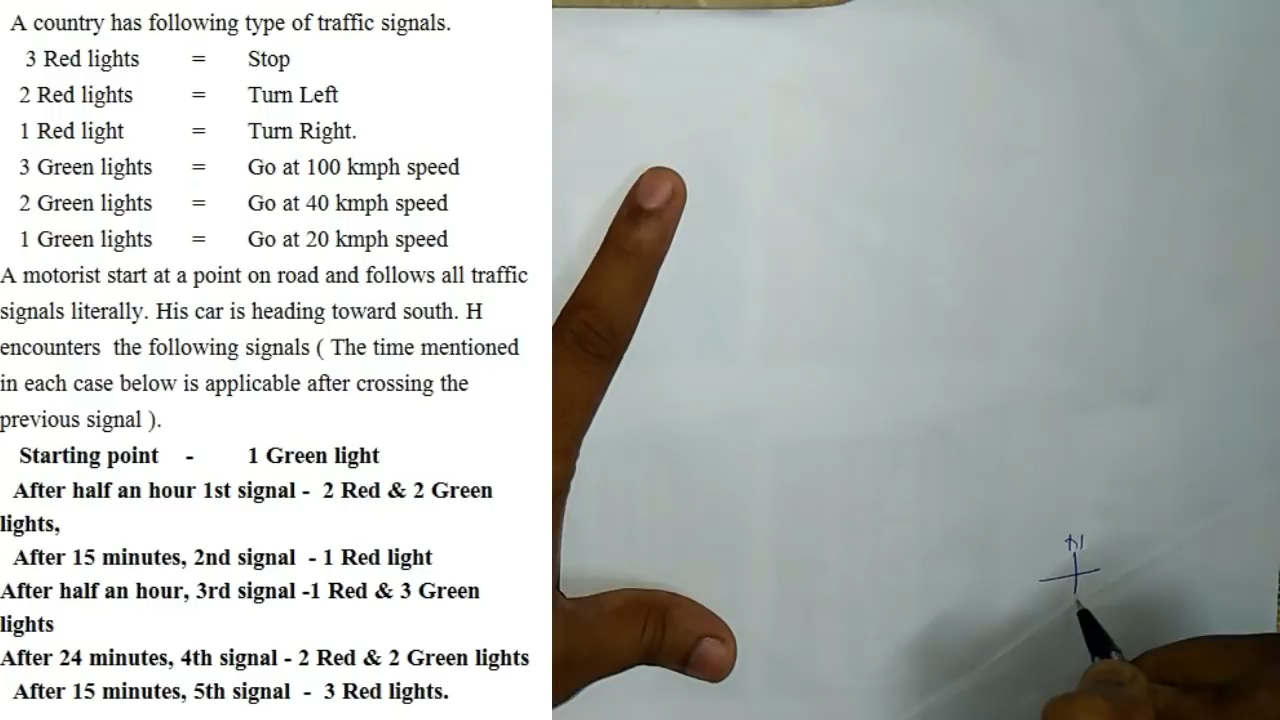 A country has following type of traffic signals.
3 Red lights = Stop
2 Red lights = Turn Left
1 Red light = Turn Right.
3 Green lights = Go at 100 kmph speed
2 Green lights = Go at 40 kmph speed
1 Green lights = Go at 20 kmph speed
A motorist start at a point on road and follows all traffic
signals literally. His car is heading toward south. H
encounters the following signals ( The time mentioned
in each case below is applicable after crossing the
previous signal ).
Starting point - 1 Green light
After half an hour 1st signal - 2 Red & 2 Green
lights,
After 15 minutes, 2nd signal - 1 Red light
After half an hour, 3rd signal -1 Red & 3 Green
lights
After 24 minutes, 4th signal - 2 Red & 2 Green lights
After 15 minutes, 5th signal - 3 Red lights.
N